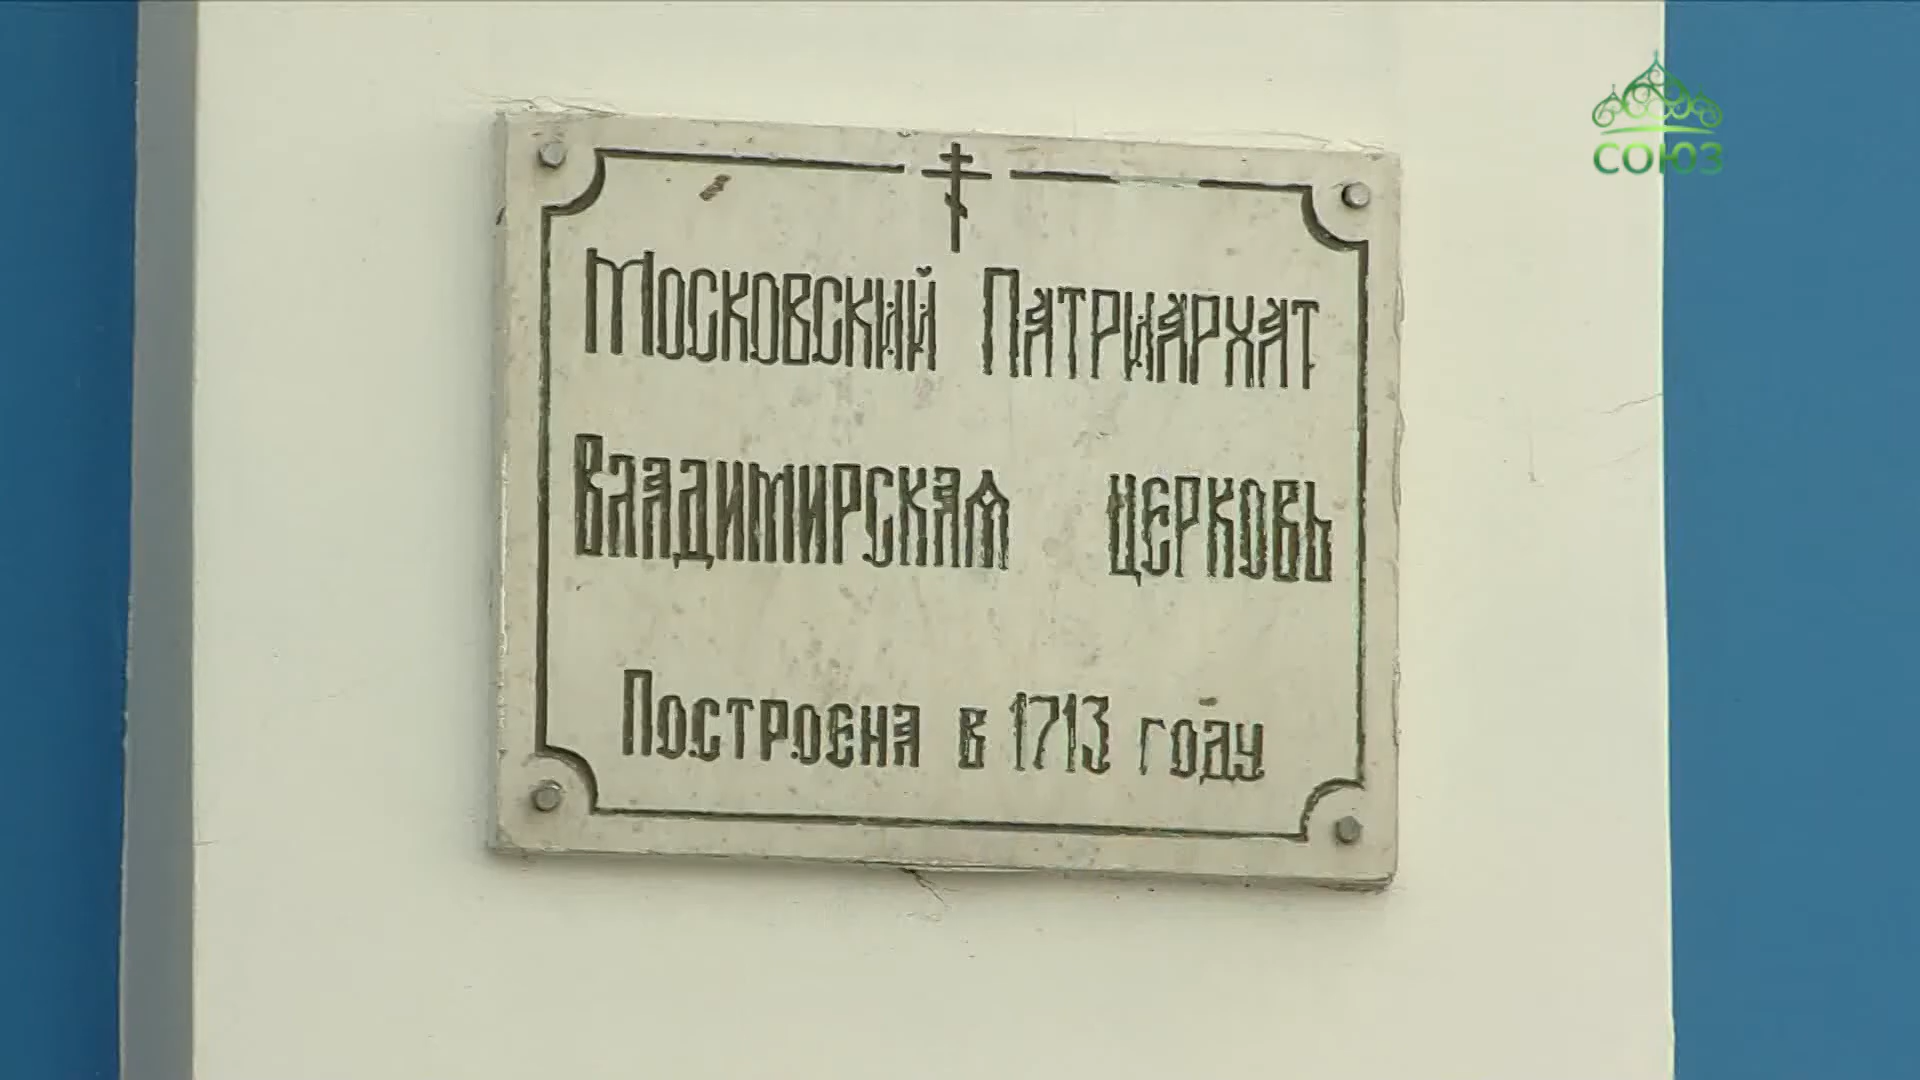 СОЮЗ
Московский Патриархат
Владимирская церковь
Построена в 1713 году